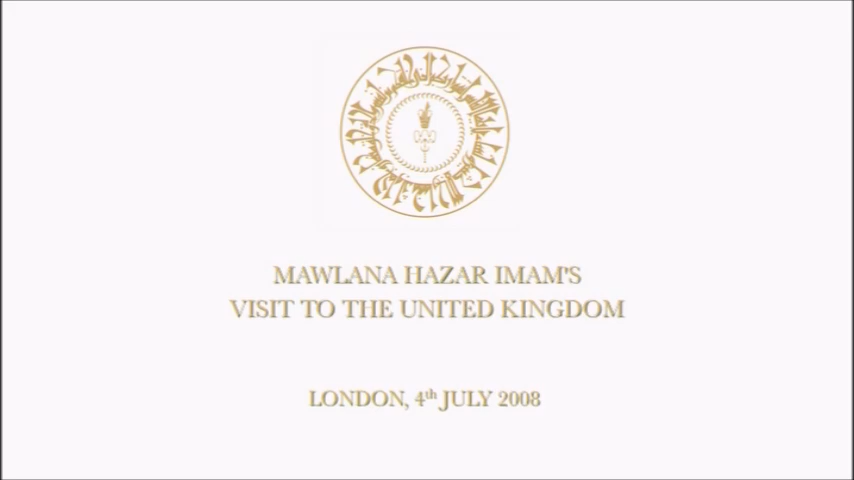 MAWLANA HAZAR IMAM'S
VISIT TO THE UNITED KINGDOM
LONDON, 4th JULY 2008